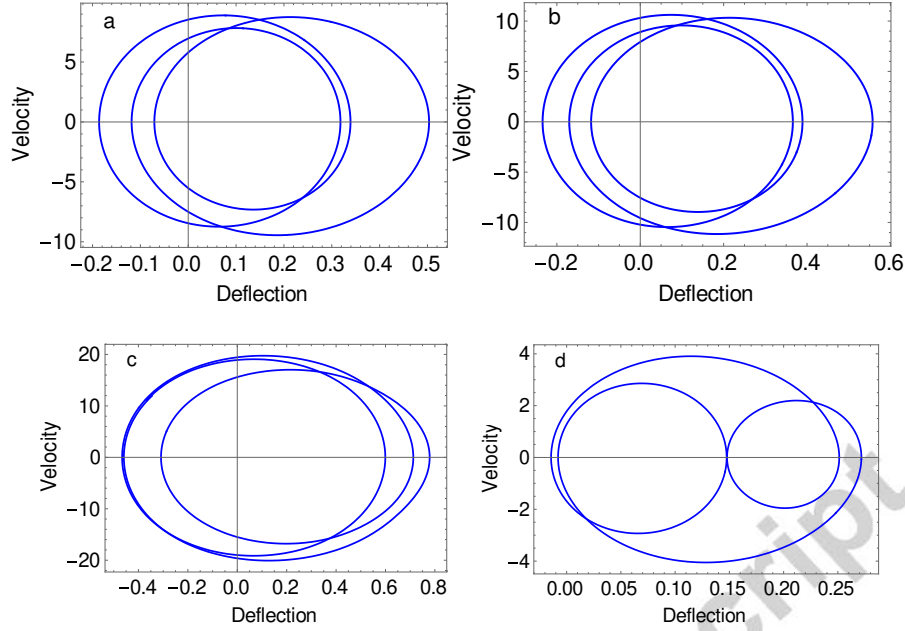 a
5
0
−5
−10
Velocity
−0.2 −0.1 0.0 0.1 0.2 0.3 0.4 0.5
Deflection
b
10
5
0
−5
−10
Velocity
−0.2 0.0 0.2 0.4 0.6
Deflection
c
20
10
0
−10
−20
Velocity
−0.4 −0.2 0.0 0.2 0.4 0.6 0.8
Deflection
d
4
2
0
−2
−4
Velocity
0.00 0.05 0.10 0.15 0.20 0.25
Deflection
cript